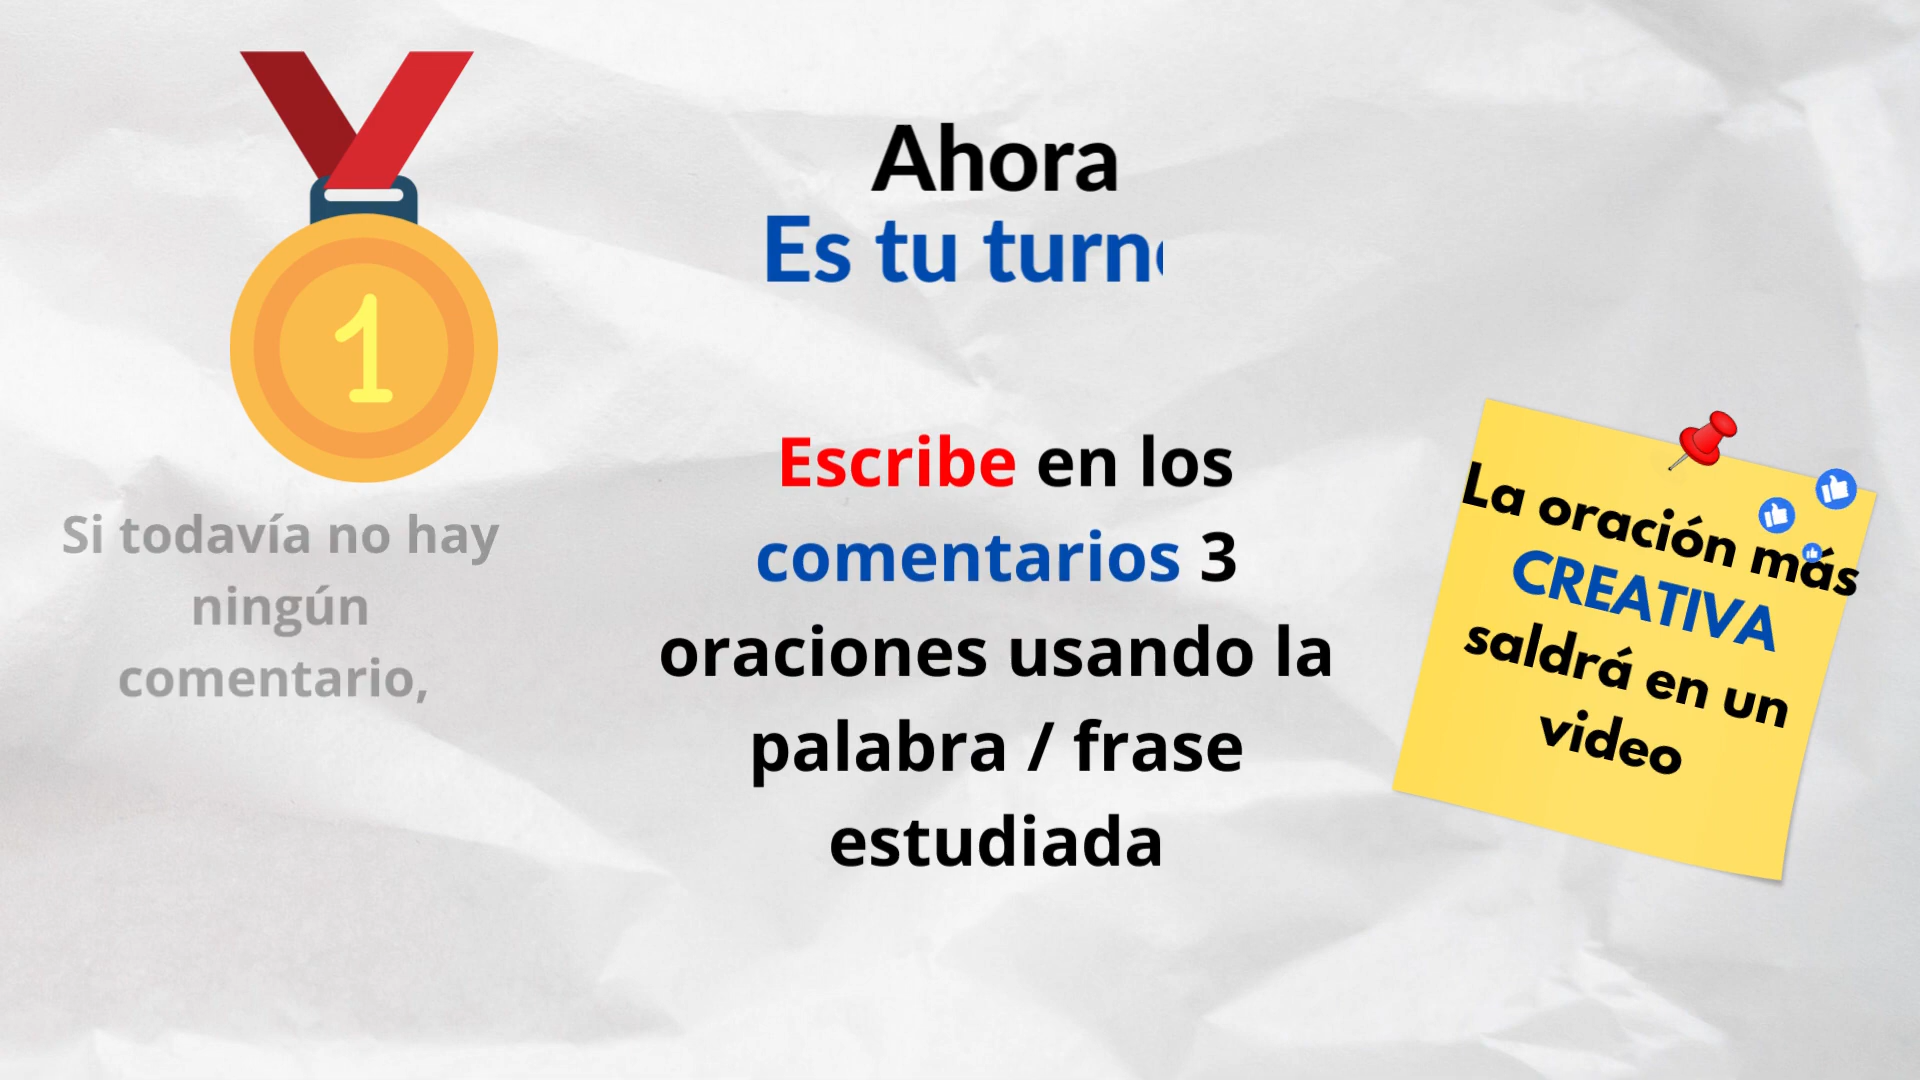 Ahora
Es tu turn
1
Si todavía no hay
ningún
comentario,
Escribe en los
comentarios 3
oraciones usando la
palabra / frase
estudiada
La oración más
CREATIVA
saldrá en un
video